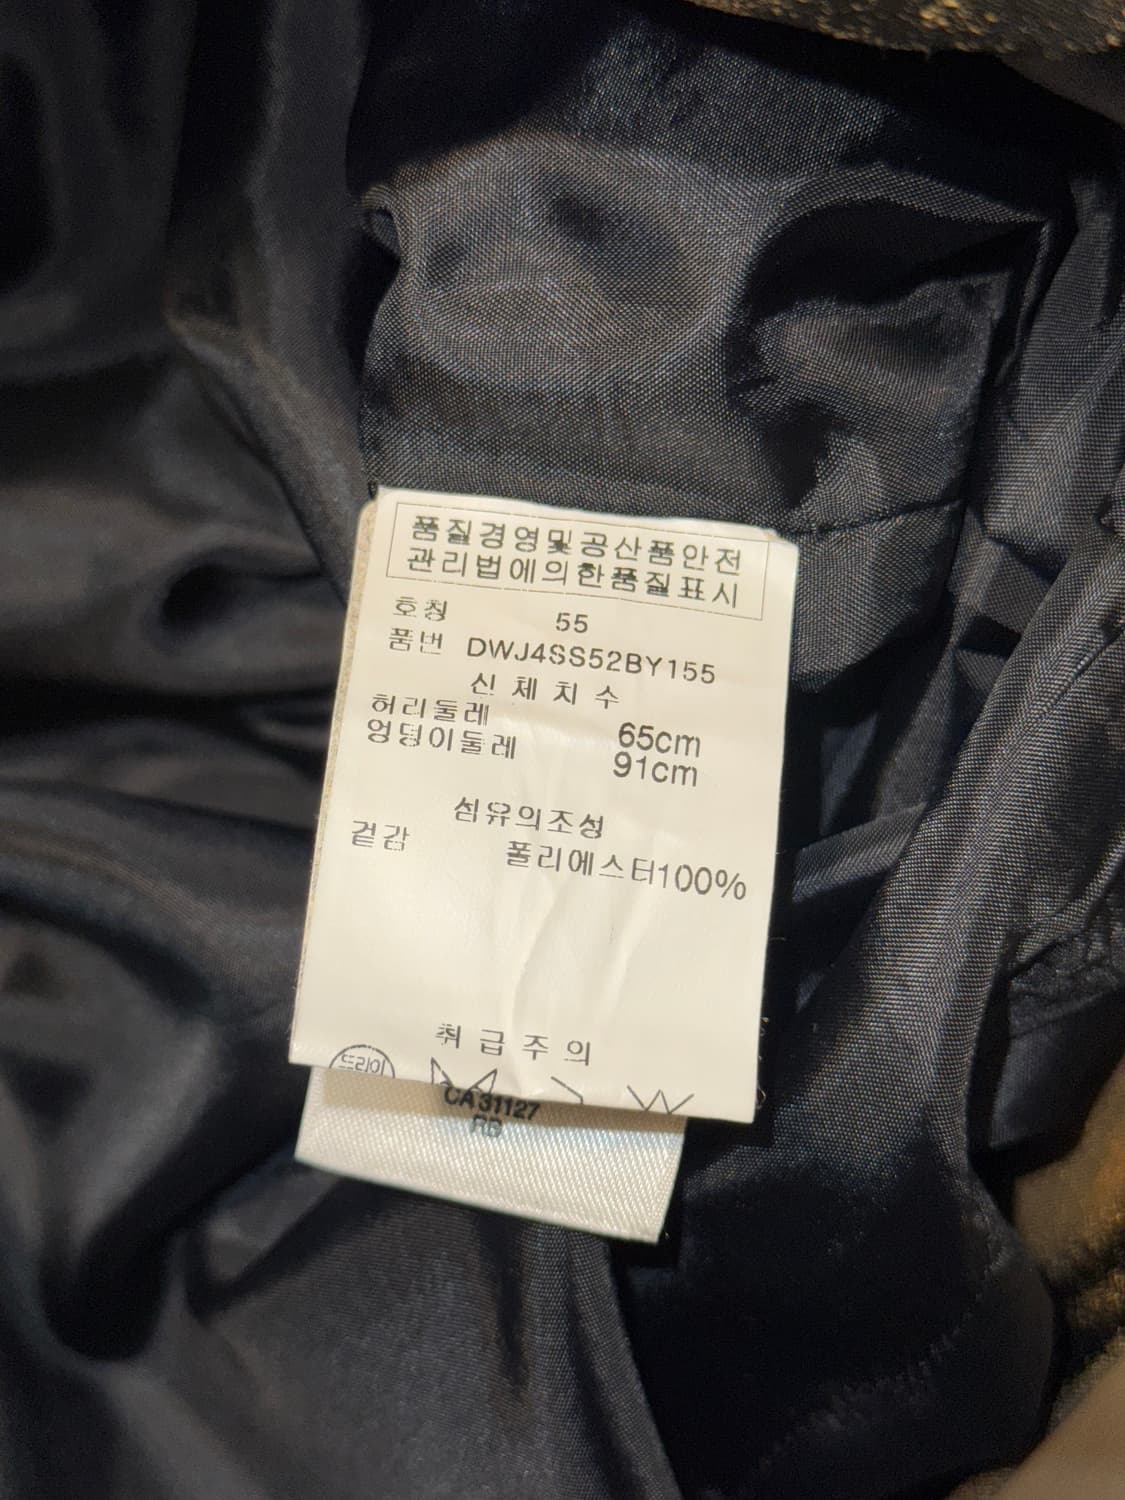 품질경영및공산품안전
관리법에의한품질표시
호칭 55
품번 DWJ4SS52BY155
신체치수
허리둘레 65cm
엉덩이둘레 91cm
섬유의조성
겉감 폴리에스터100%
취급주의
드라이
CA 31127